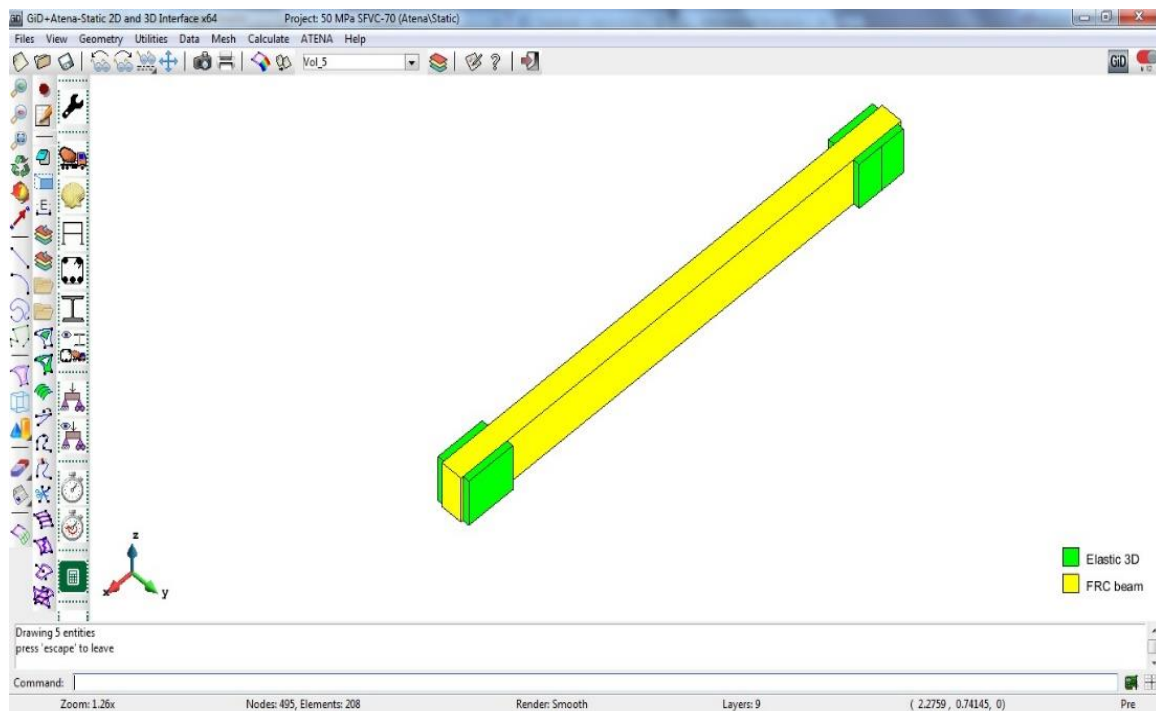 GiD+Atena-Static 2D and 3D Interface x64 Project: 50 MPa SFVC-70 (Atena\Static)
Files View Geometry Utilities Data Mesh Calculate ATENA Help
Vol_5
GiD
E
z
x
y
Elastic 3D
FRC beam
Drawing 5 entities
press 'escape' to leave
Command:
Zoom: 1.26x Nodes: 495, Elements: 208 Render: Smooth Layers: 9 ( 2.2759 , 0.74145, 0) Pre